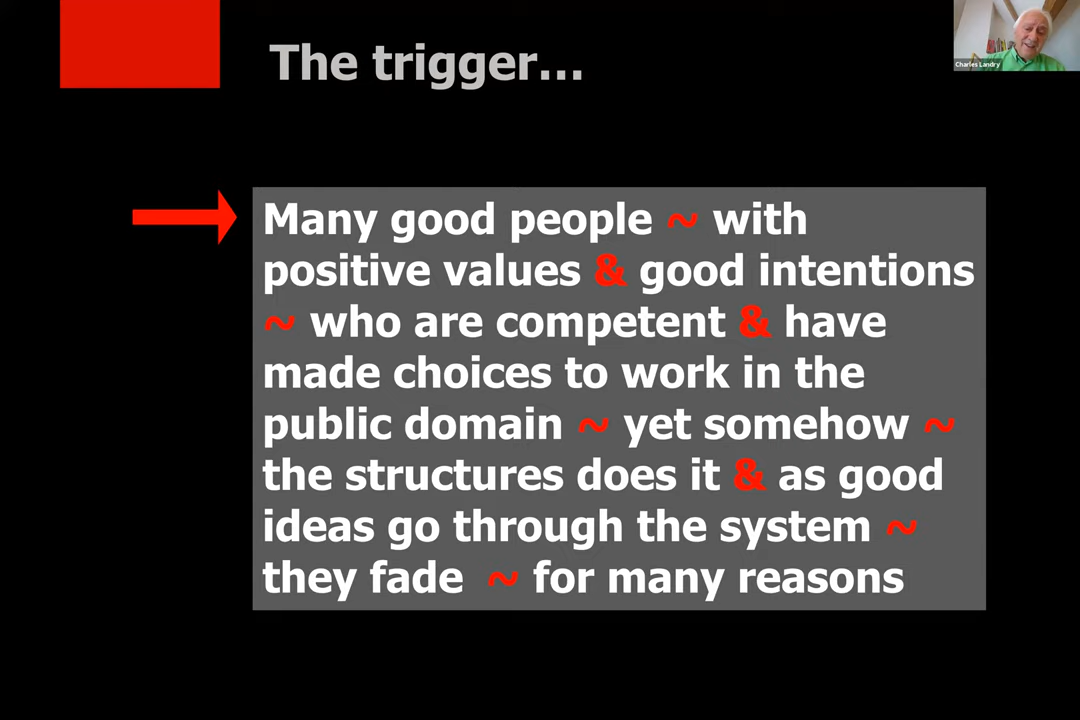 The trigger...
Charles Landry
Many good people ~ with
positive values & good intentions
~ who are competent & have
made choices to work in the
public domain ~ yet somehow ~
the structures does it & as good
ideas go through the system ~
they fade ~ for many reasons